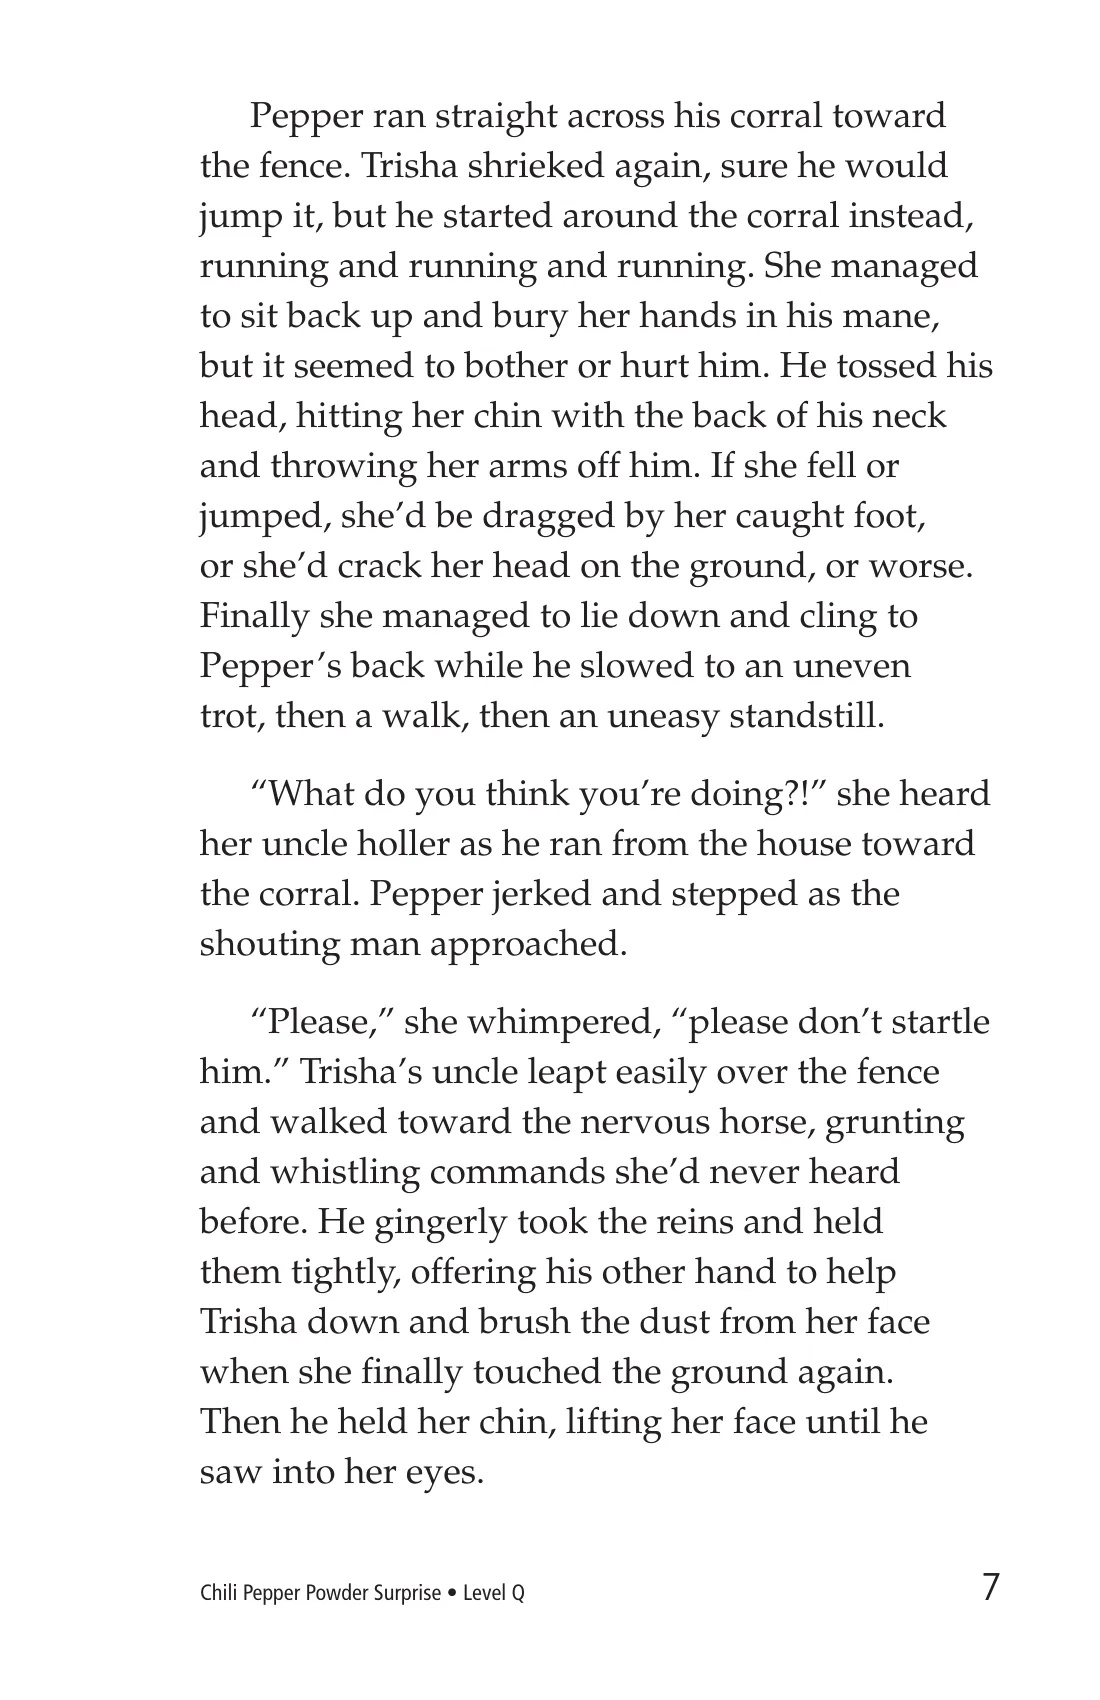 Pepper ran straight across his corral toward
the fence. Trisha shrieked again, sure he would
jump it, but he started around the corral instead,
running and running and running. She managed
to sit back up and bury her hands in his mane,
but it seemed to bother or hurt him. He tossed his
head, hitting her chin with the back of his neck
and throwing her arms off him. If she fell or
jumped, she’d be dragged by her caught foot,
or she’d crack her head on the ground, or worse.
Finally she managed to lie down and cling to
Pepper’s back while he slowed to an uneven
trot, then a walk, then an uneasy standstill.
“What do you think you’re doing?!” she heard
her uncle holler as he ran from the house toward
the corral. Pepper jerked and stepped as the
shouting man approached.
“Please,” she whimpered, “please don’t startle
him.” Trisha’s uncle leapt easily over the fence
and walked toward the nervous horse, grunting
and whistling commands she’d never heard
before. He gingerly took the reins and held
them tightly, offering his other hand to help
Trisha down and brush the dust from her face
when she finally touched the ground again.
Then he held her chin, lifting her face until he
saw into her eyes.
Chili Pepper Powder Surprise • Level Q 7